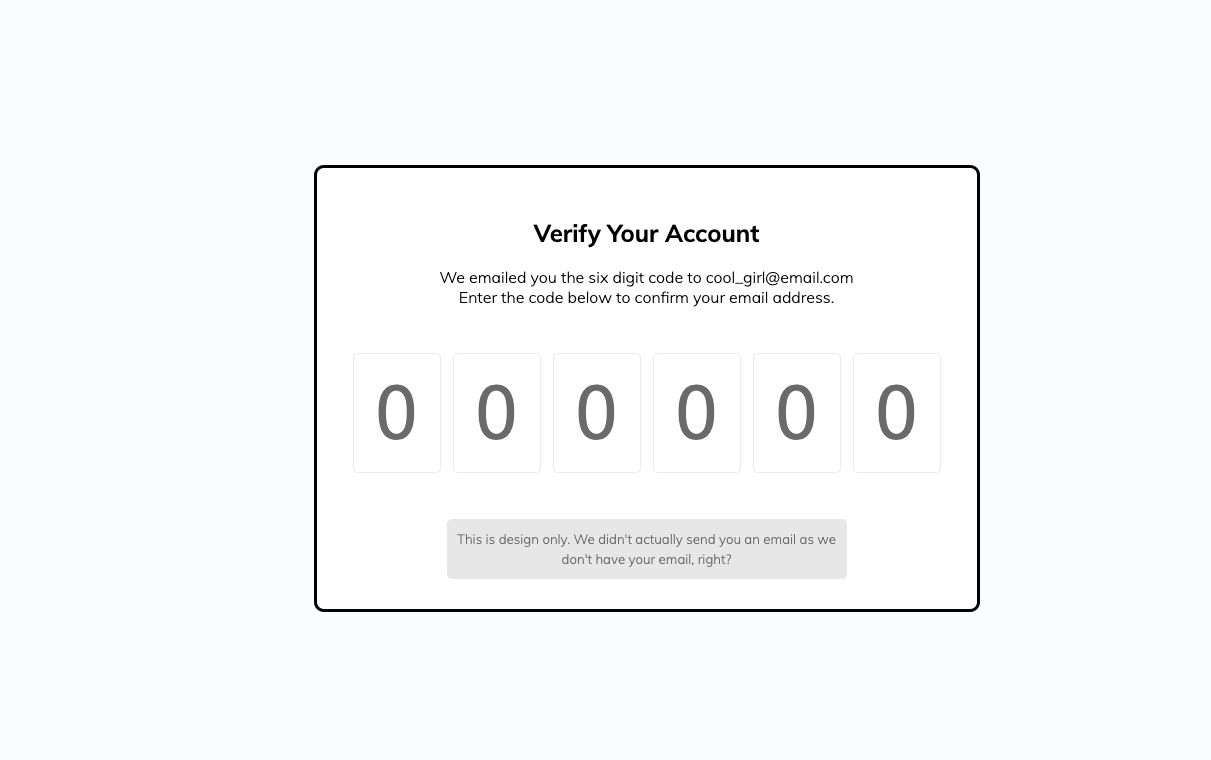 Verify Your Account
We emailed you the six digit code to cool_girl@email.com
Enter the code below to confirm your email address.
0 0 0 0 0 0
This is design only. We didn't actually send you an email as we
don't have your email, right?